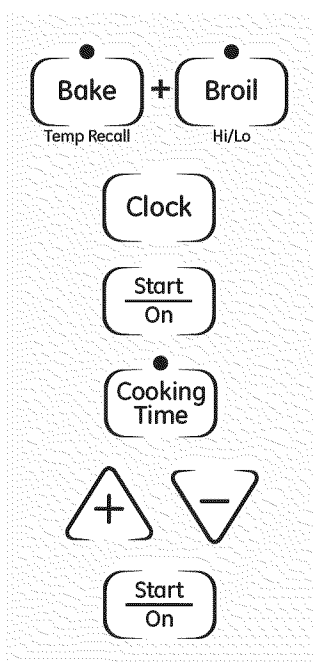 Bake + Broil
Temp Recall Hi/Lo
Clock
Start
On
Cooking
Time
+ −
Start
On